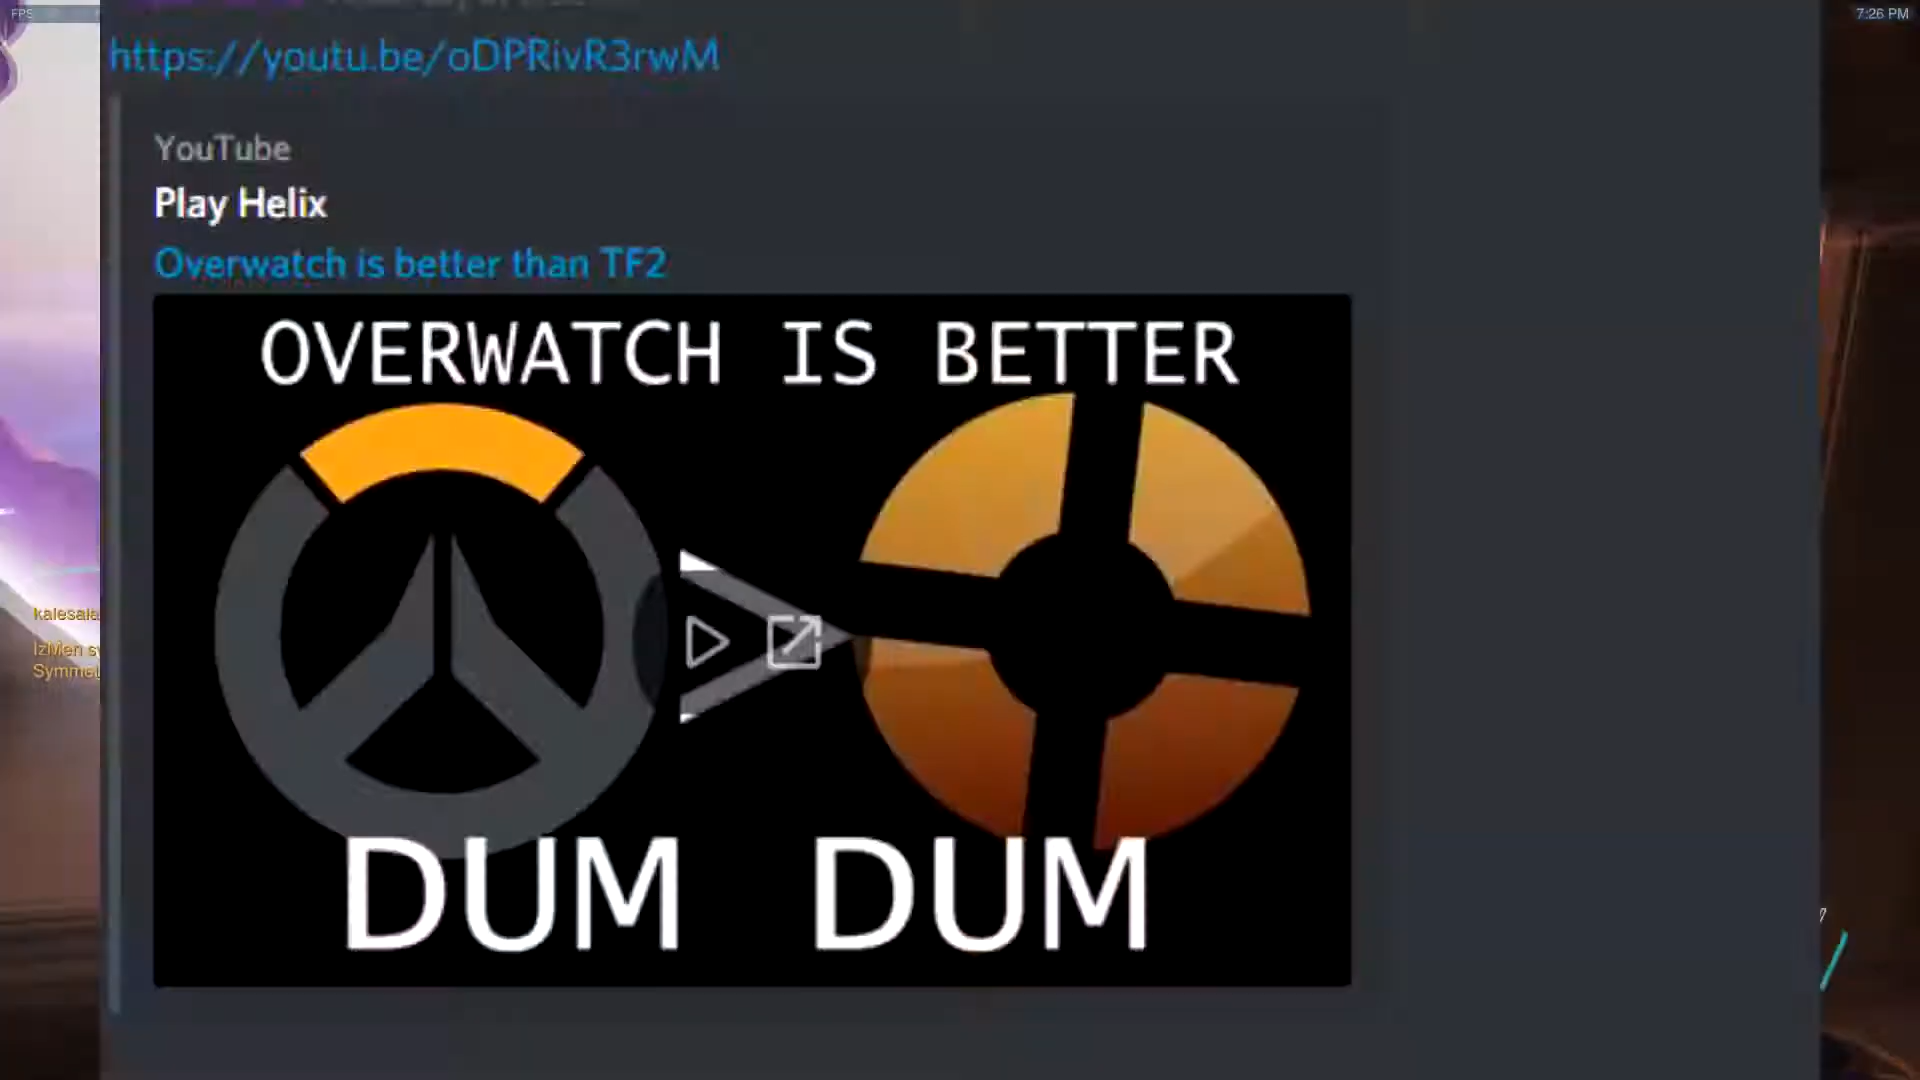 FPS
7:26 PM
https://youtu.be/oDPRivR3rwM
YouTube
Play Helix
Overwatch is better than TF2
OVERWATCH IS BETTER
>
DUM DUM